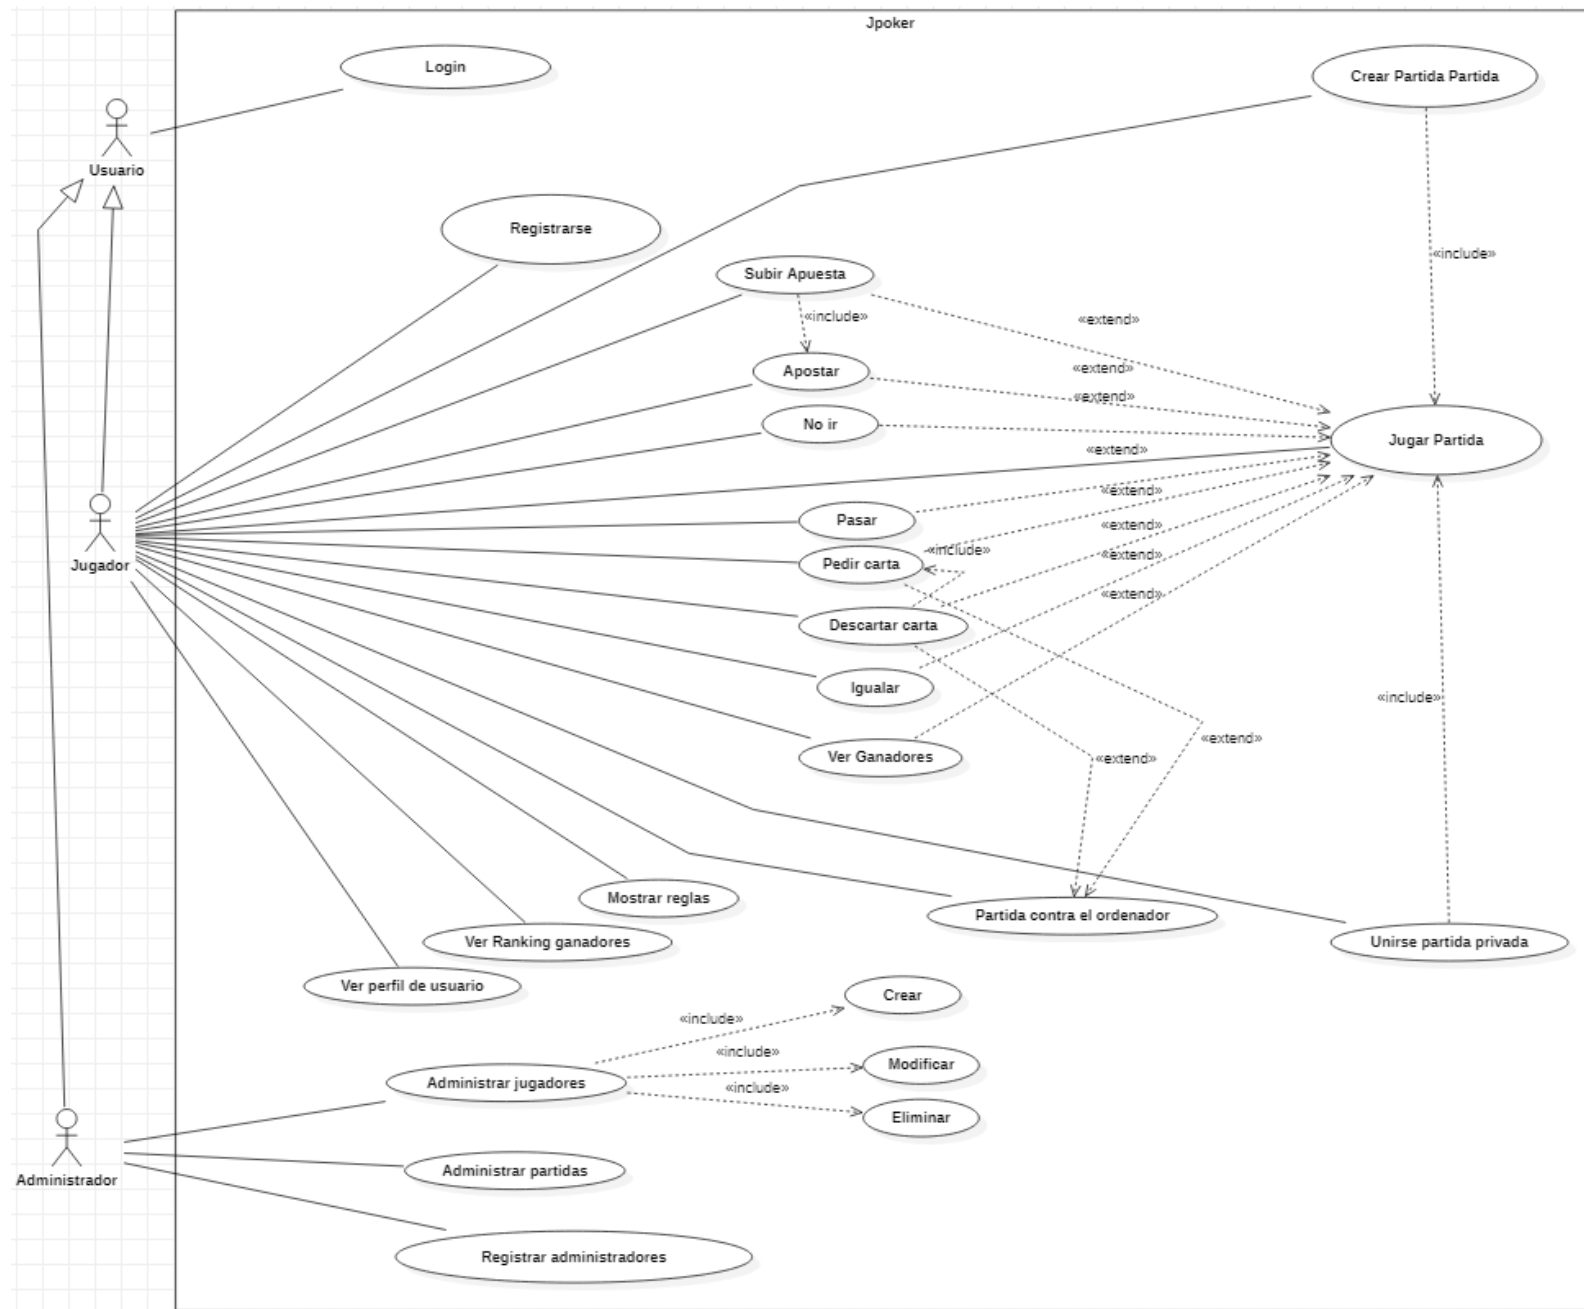 Jpoker
Login
Crear Partida Partida
Usuario
Registrarse
«include»
Subir Apuesta
«include»
«extend»
Apostar
«extend»
«extend»
No ir
Jugar Partida
«extend»
«extend»
Pasar
«extend»
«include»
«extend»
Pedir carta
Jugador
«extend»
Descartar carta
Igualar
«include»
«extend»
Ver Ganadores
«extend»
Mostrar reglas
Partida contra el ordenador
Ver Ranking ganadores
Unirse partida privada
Ver perfil de usuario
Crear
«include»
«include»
Modificar
Administrar jugadores
«include»
Eliminar
Administrar partidas
Administrador
Registrar administradores